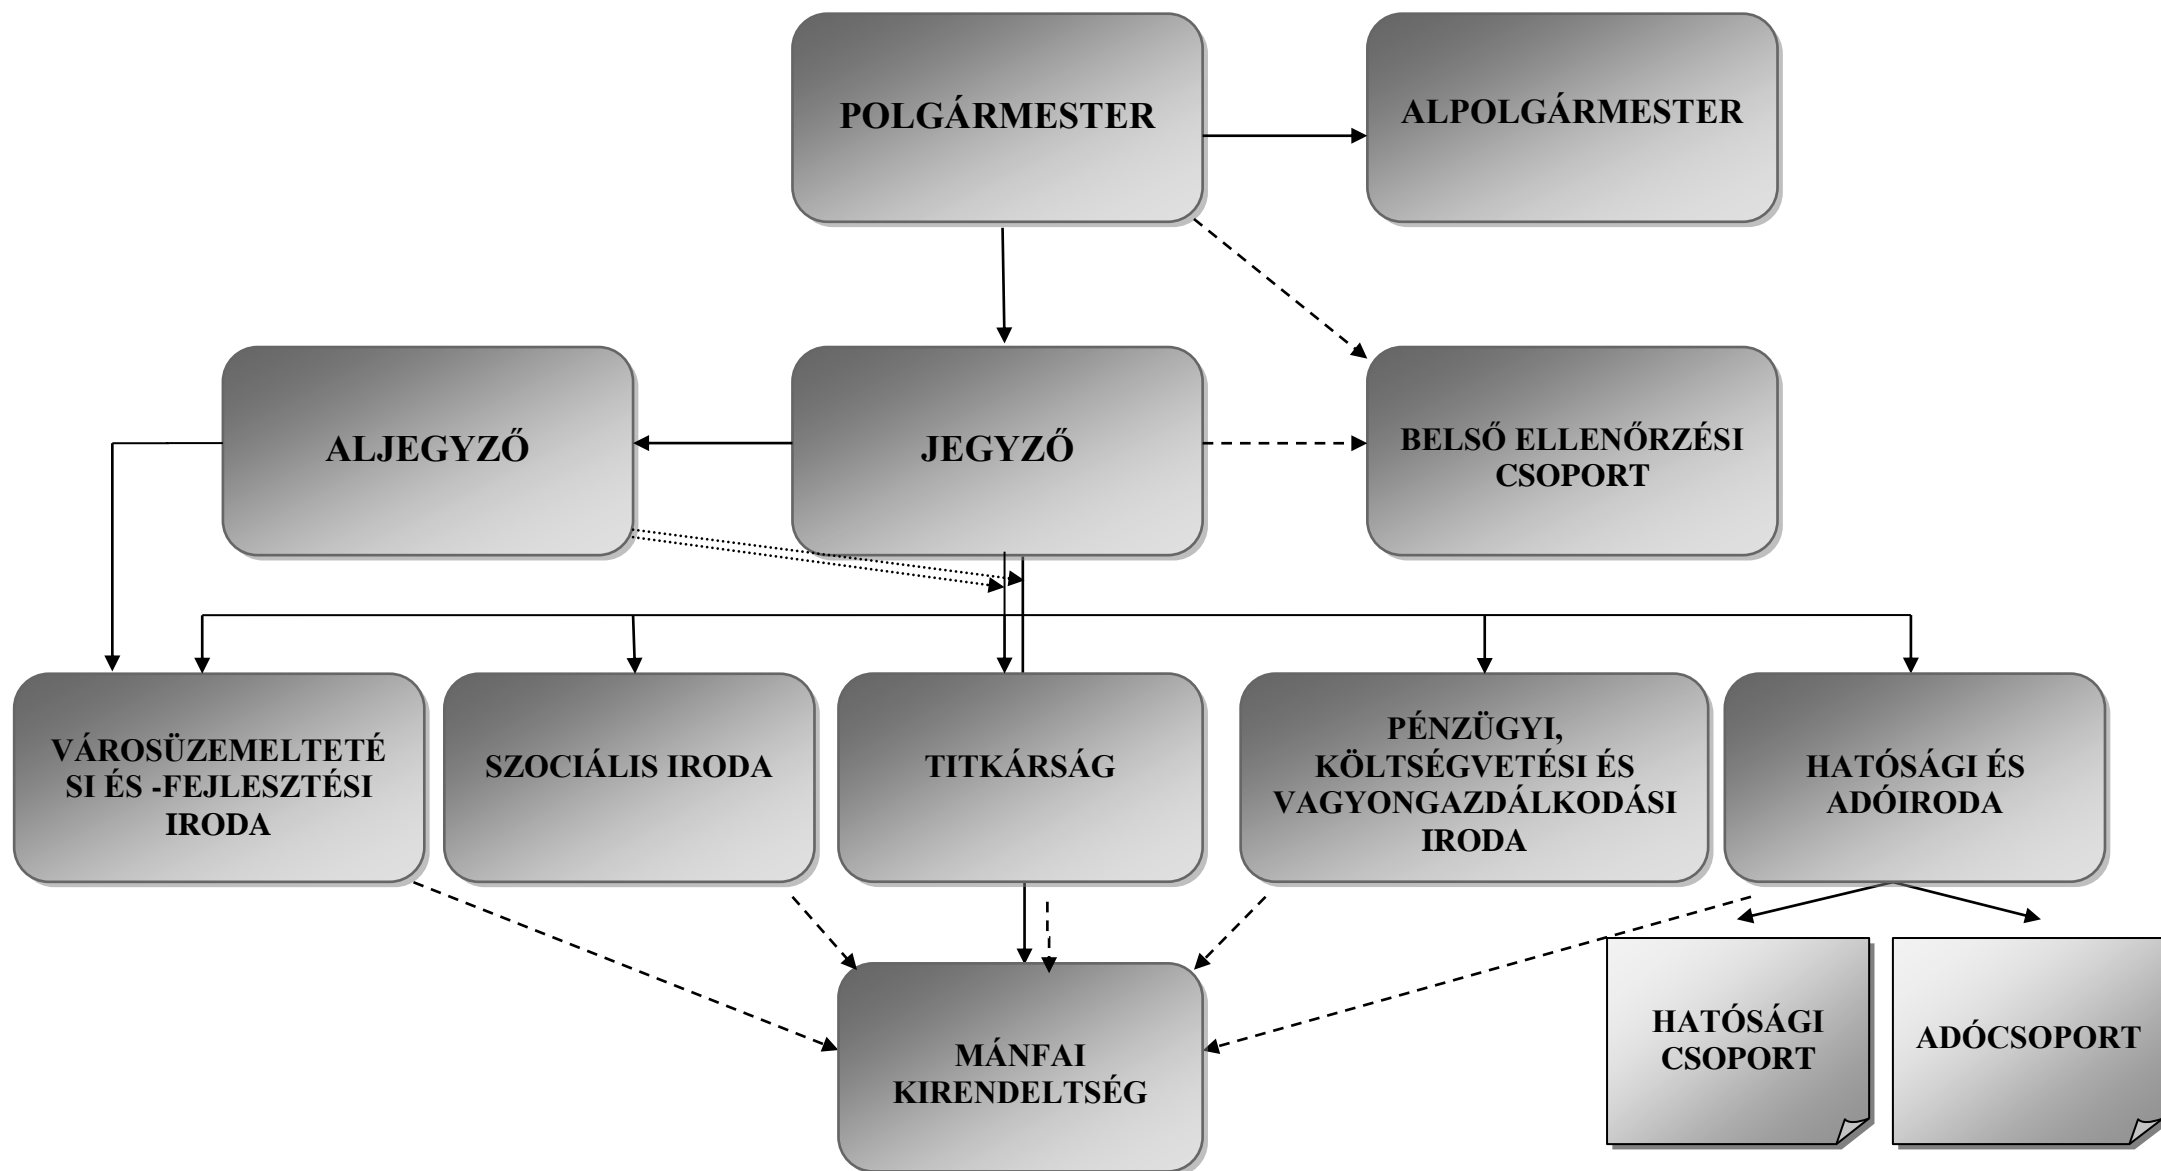 POLGÁRMESTER
ALPOLGÁRMESTER
ALJEGYZŐ
JEGYZŐ
BELSŐ ELLENŐRZÉSI
CSOPORT
VÁROSÜZEMELTETÉ
SI ÉS -FEJLESZTÉSI
IRODA
SZOCIÁLIS IRODA
TITKÁRSÁG
PÉNZÜGYI,
KÖLTSÉGVETÉSI ÉS
VAGYONGAZDÁLKODÁSI
IRODA
HATÓSÁGI ÉS
ADÓIRODA
MÁNFAI
KIRENDELTSÉG
HATÓSÁGI
CSOPORT
ADÓCSOPORT